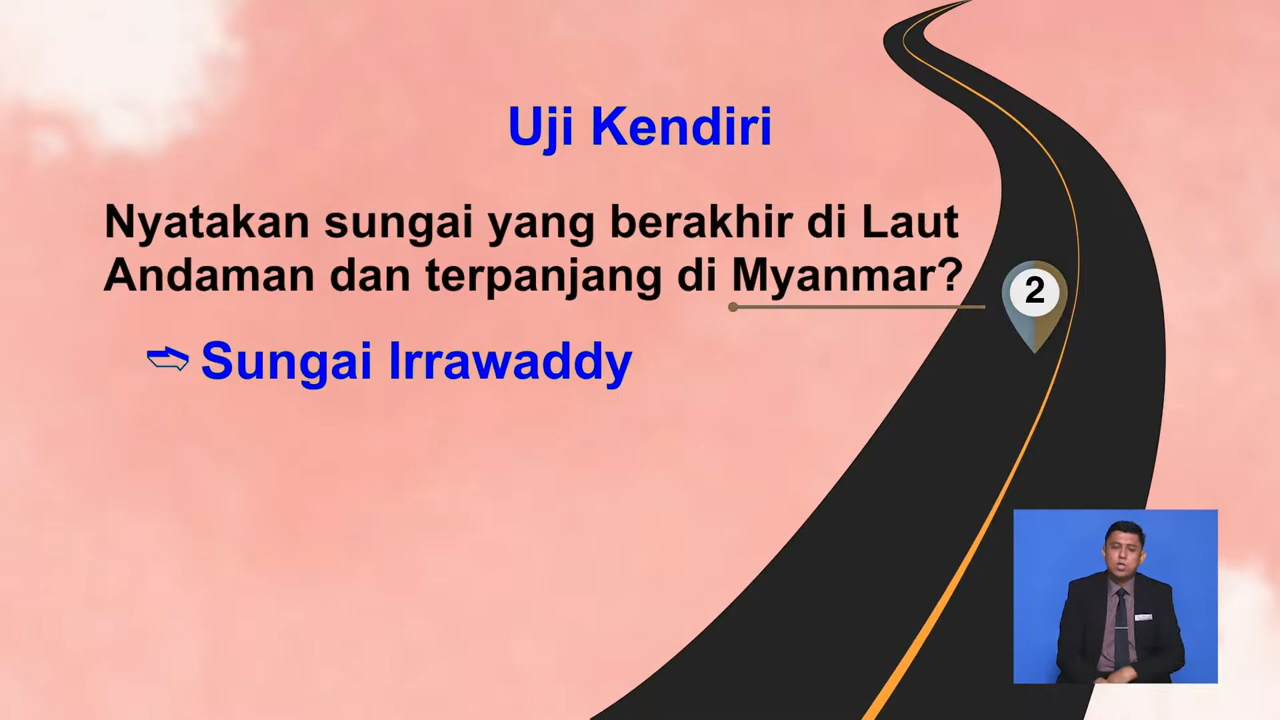 Uji Kendiri
Nyatakan sungai yang berakhir di Laut
Andaman dan terpanjang di Myanmar?
2
➯ Sungai Irrawaddy